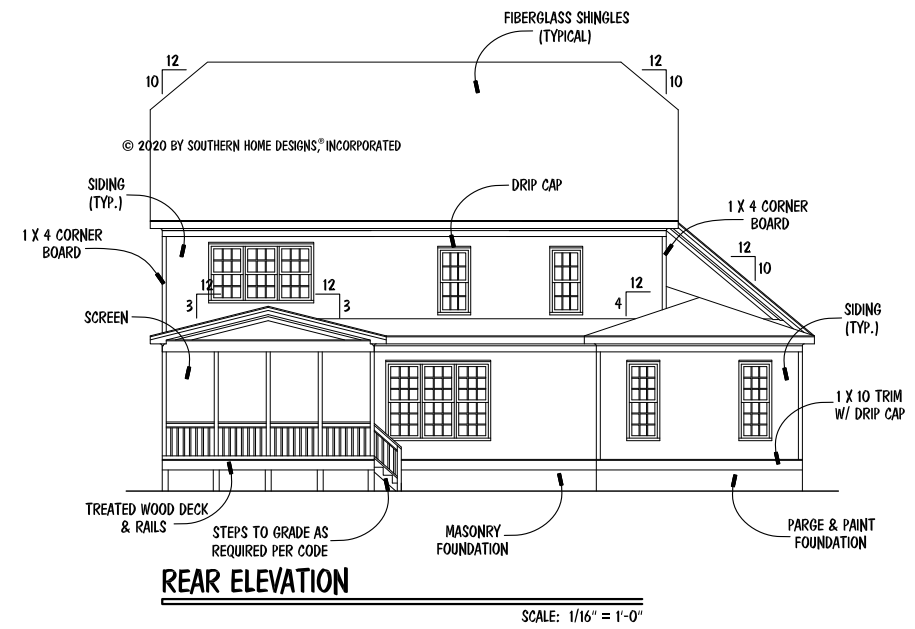 FIBERGLASS SHINGLES
(TYPICAL)
12
10
12
10
© 2020 BY SOUTHERN HOME DESIGNS,® INCORPORATED
SIDING
(TYP.)
DRIP CAP
1 X 4 CORNER
BOARD
1 X 4 CORNER
BOARD
12
10
12
3
12
3
12
4
SCREEN
SIDING
(TYP.)
1 X 10 TRIM
W/ DRIP CAP
TREATED WOOD DECK
& RAILS
STEPS TO GRADE AS
REQUIRED PER CODE
MASONRY
FOUNDATION
PARGE & PAINT
FOUNDATION
REAR ELEVATION
SCALE: 1/16" = 1'-0"